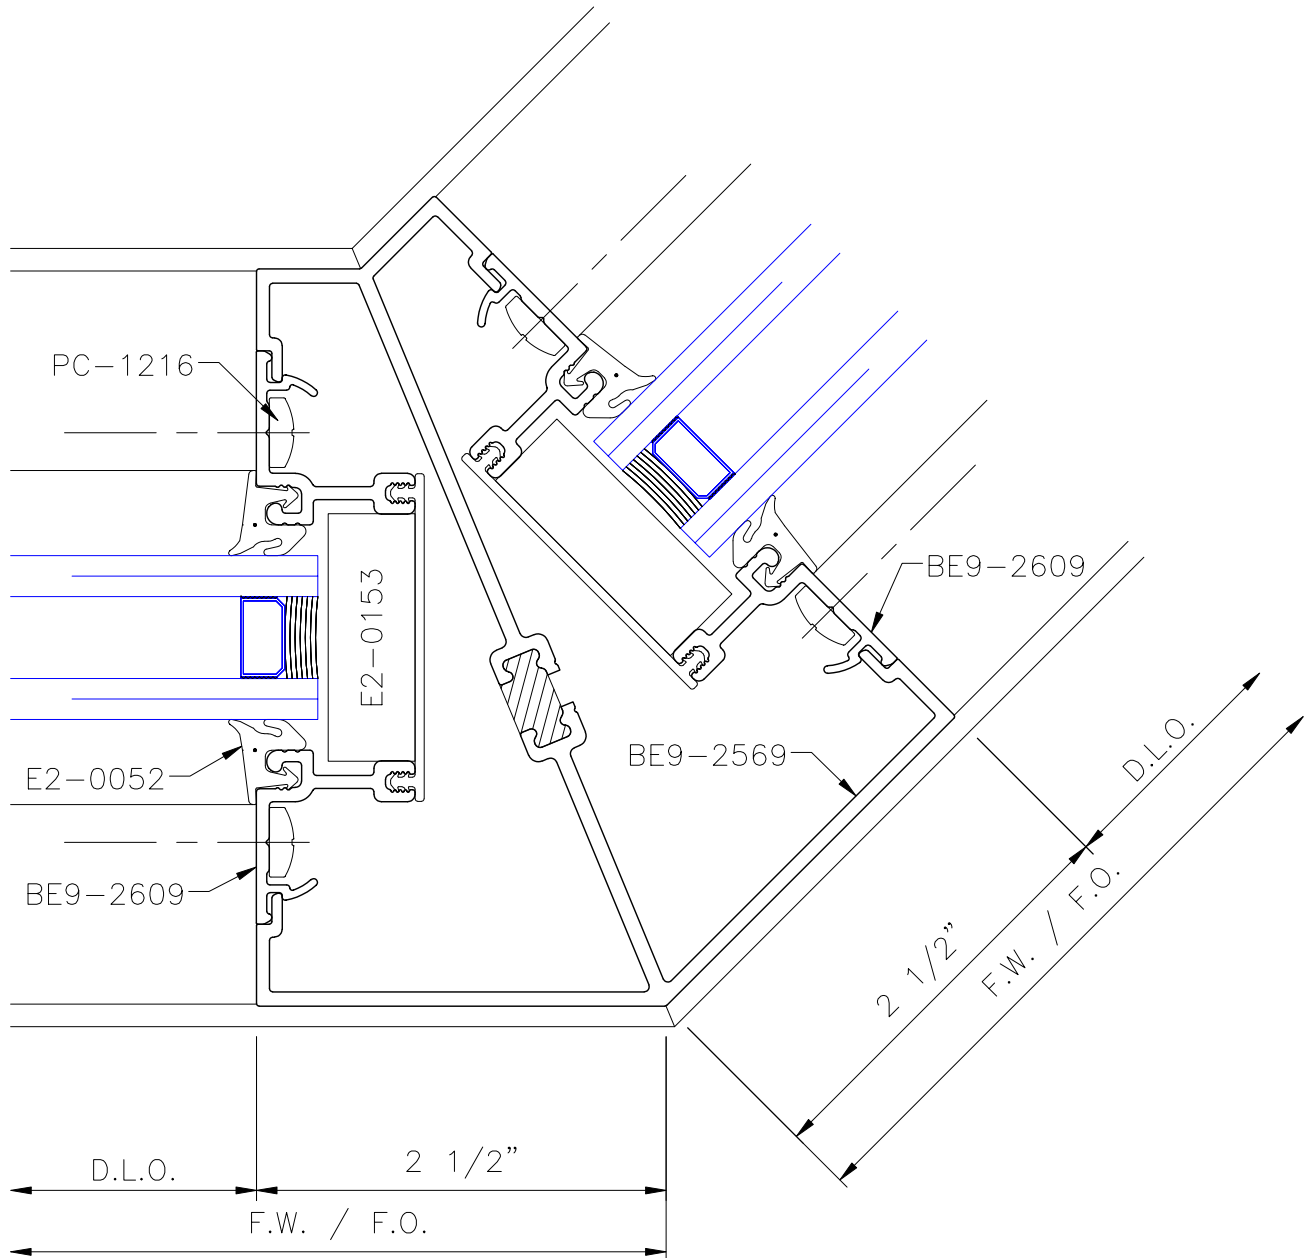 PC-1216
E2-0153
BE9-2609
BE9-2569
E2-0052
BE9-2609
D.L.O.
2 1/2"
F.W. / F.O.
D.L.O.
2 1/2"
F.W. / F.O.